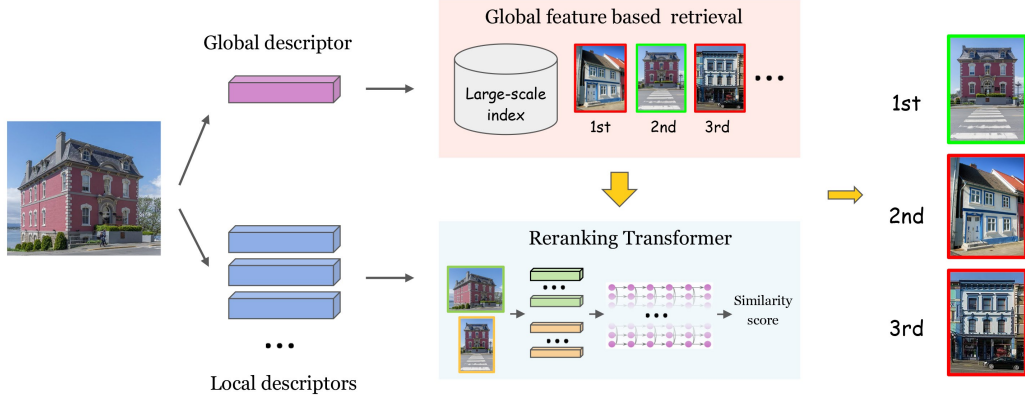 Global descriptor
Local descriptors
Global feature based retrieval
Large-scale
index
1st
2nd
3rd
Reranking Transformer
Similarity
score
1st
2nd
3rd